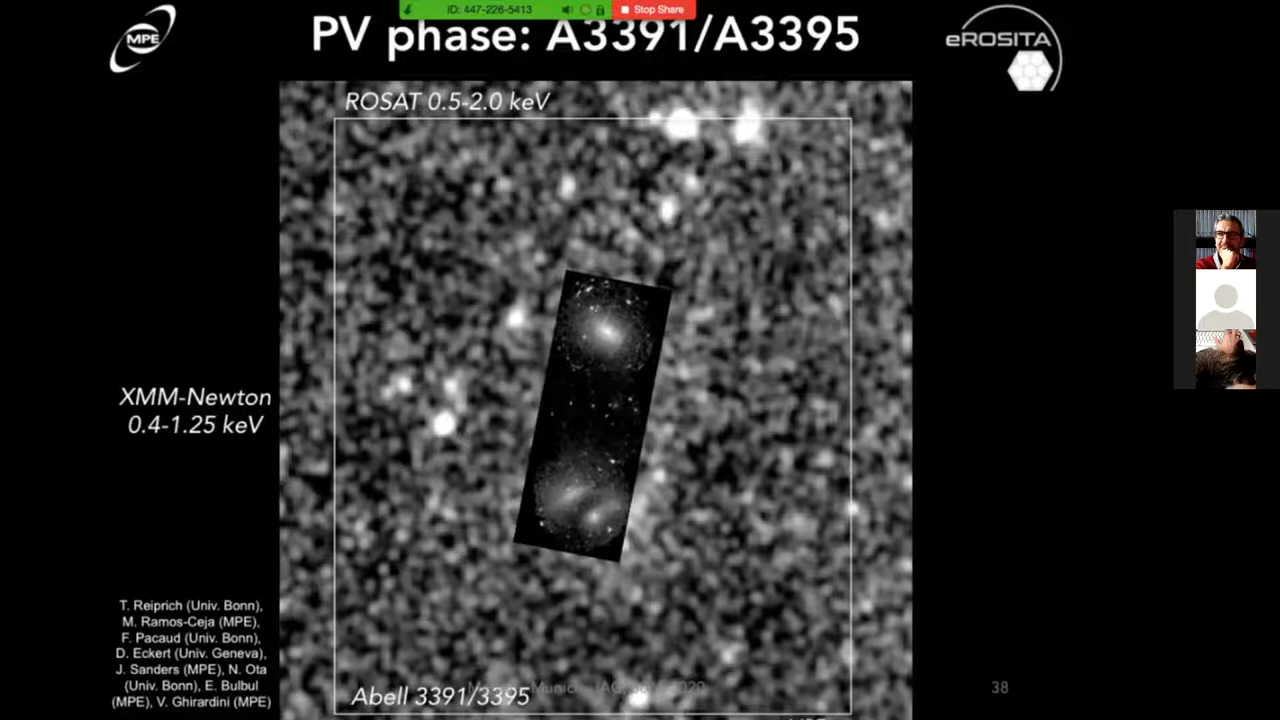 ID: 447-226-5413
Stop Share
MPE
PV phase: A3391/A3395
eROSITA
ROSAT 0.5-2.0 keV
XMM-Newton
0.4-1.25 keV
T. Reiprich (Univ. Bonn),
M. Ramos-Ceja (MPE),
F. Pacaud (Univ. Bonn),
D. Eckert (Univ. Geneva),
J. Sanders (MPE), N. Ota
(Univ. Bonn), E. Bulbul
(MPE), V. Ghirardini (MPE)
Abell 3391/3395
38